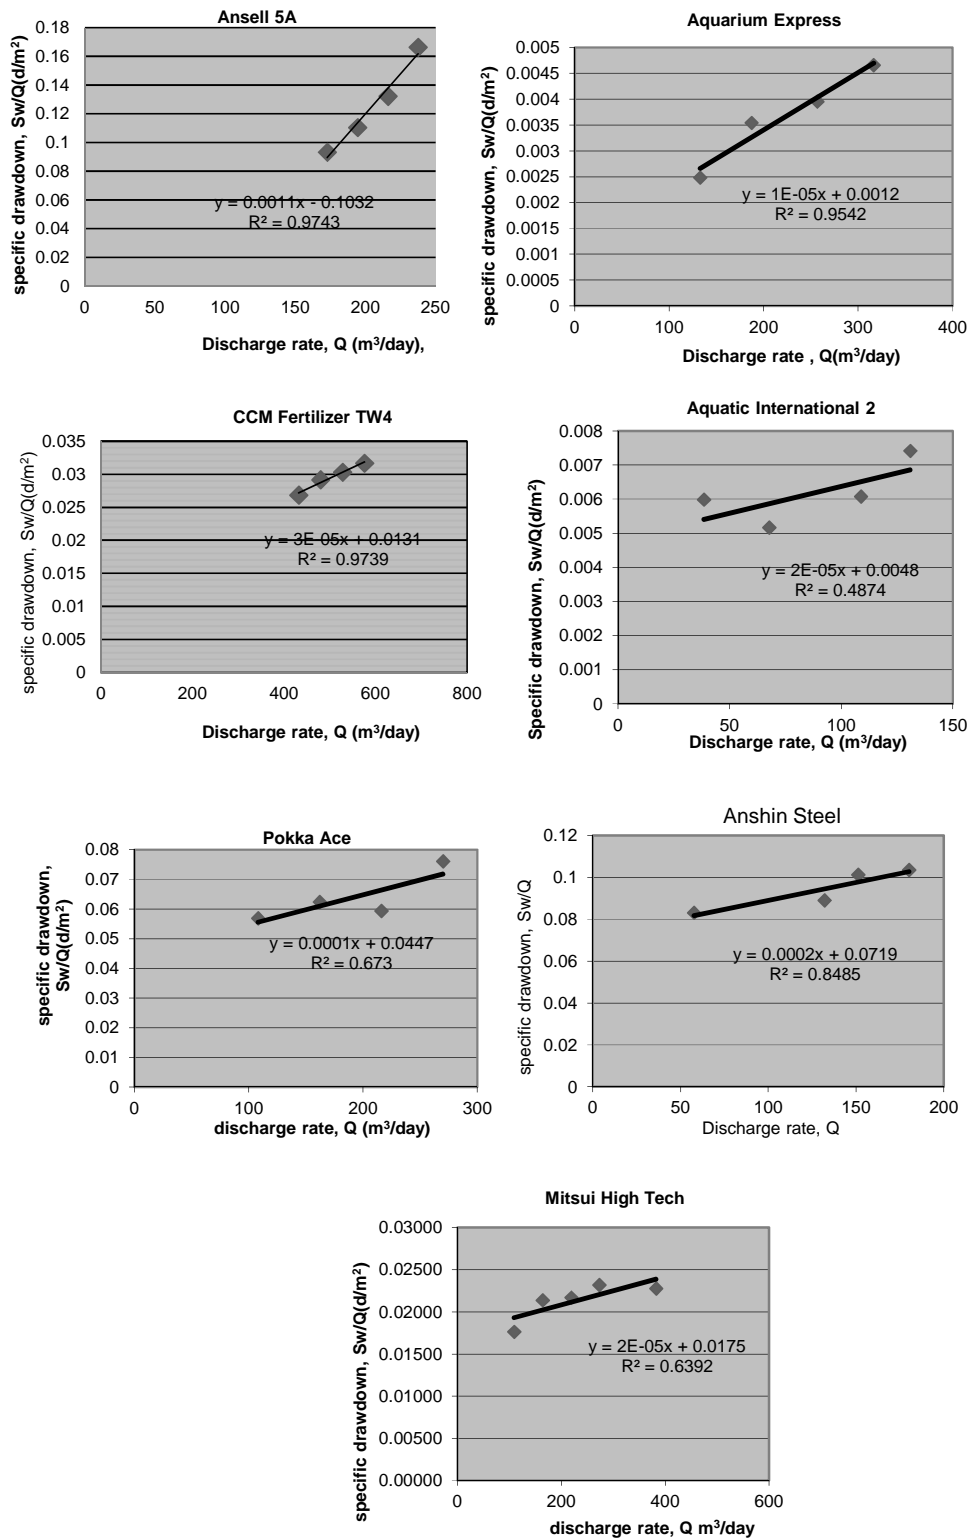 Ansell 5A
specific drawdown, Sw/Q(d/m²)
0.18
0.16
0.14
0.12
0.1
0.08
0.06
0.04
0.02
0
y = 0.0011x - 0.1032
R² = 0.9743
0 50 100 150 200 250
Discharge rate, Q (m³/day),
Aquarium Express
specific drawdown, Sw/Q(d/m²)
0.005
0.0045
0.004
0.0035
0.003
0.0025
0.002
0.0015
0.001
0.0005
0
y = 1E-05x + 0.0012
R² = 0.9542
0 100 200 300 400
Discharge rate , Q(m³/day)
CCM Fertilizer TW4
specific drawdown, Sw/Q(d/m²)
0.035
0.03
0.025
0.02
0.015
0.01
0.005
0
y = 3E-05x + 0.0131
R² = 0.9739
0 200 400 600 800
Discharge rate, Q (m³/day)
Aquatic International 2
Specific drawdown, Sw/Q(d/m²)
0.008
0.007
0.006
0.005
0.004
0.003
0.002
0.001
0
y = 2E-05x + 0.0048
R² = 0.4874
0 50 100 150
Discharge rate, Q (m³/day)
Pokka Ace
specific drawdown,
Sw/Q(d/m²)
0.08
0.07
0.06
0.05
0.04
0.03
0.02
0.01
0
y = 0.0001x + 0.0447
R² = 0.673
0 100 200 300
discharge rate, Q (m³/day)
Anshin Steel
specific drawdown, Sw/Q
0.12
0.1
0.08
0.06
0.04
0.02
0
y = 0.0002x + 0.0719
R² = 0.8485
0 50 100 150 200
Discharge rate, Q
Mitsui High Tech
specific drawdown, Sw/Q(d/m²)
0.03000
0.02500
0.02000
0.01500
0.01000
0.00500
0.00000
y = 2E-05x + 0.0175
R² = 0.6392
0 200 400 600
discharge rate, Q m³/day